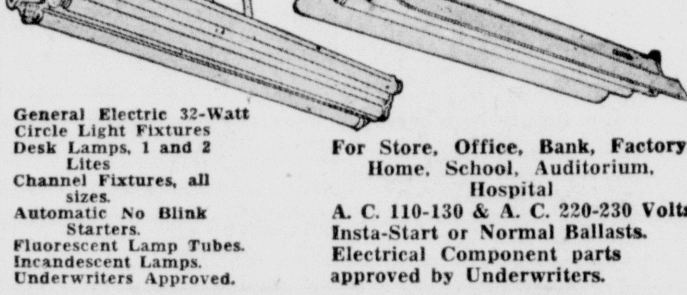 General Electric 32-Watt
Circle Light Fixtures
Desk Lamps, 1 and 2
Lites
Channel Fixtures, all
sizes.
Automatic No Blink
Starters.
Fluorescent Lamp Tubes.
Incandescent Lamps.
Underwriters Approved.
For Store, Office, Bank, Factory
Home, School, Auditorium,
Hospital
A. C. 110-130 & A. C. 220-230 Volts
Insta-Start or Normal Ballasts.
Electrical Component parts
approved by Underwriters.